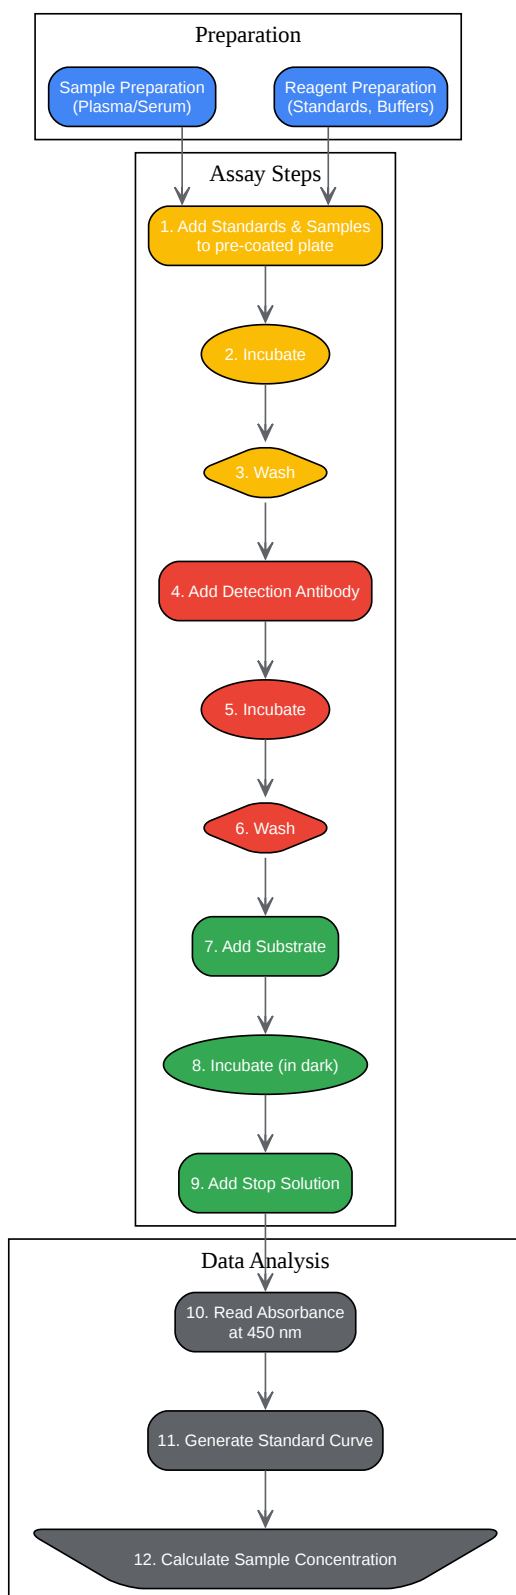 Preparation
Sample Preparation
(Plasma/Serum)
Reagent Preparation
(Standards, Buffers)
Assay Steps
1. Add Standards & Samples
to pre-coated plate
2. Incubate
3. Wash
4. Add Detection Antibody
5. Incubate
6. Wash
7. Add Substrate
8. Incubate (in dark)
9. Add Stop Solution
Data Analysis
10. Read Absorbance
at 450 nm
11. Generate Standard Curve
12. Calculate Sample Concentration